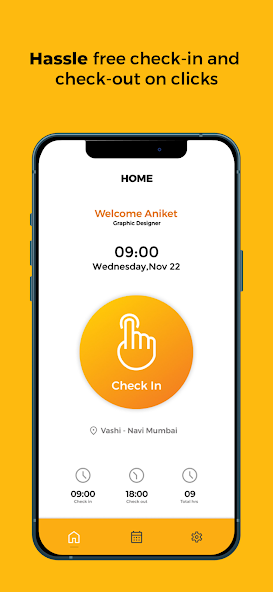 Hassle free check-in and
check-out on clicks
HOME
Welcome Aniket
Graphic Designer
09:00
Wednesday,Nov 22
Check In
Vashi - Navi Mumbai
09:00 18:00 09
Check in Check-out Total Hrs